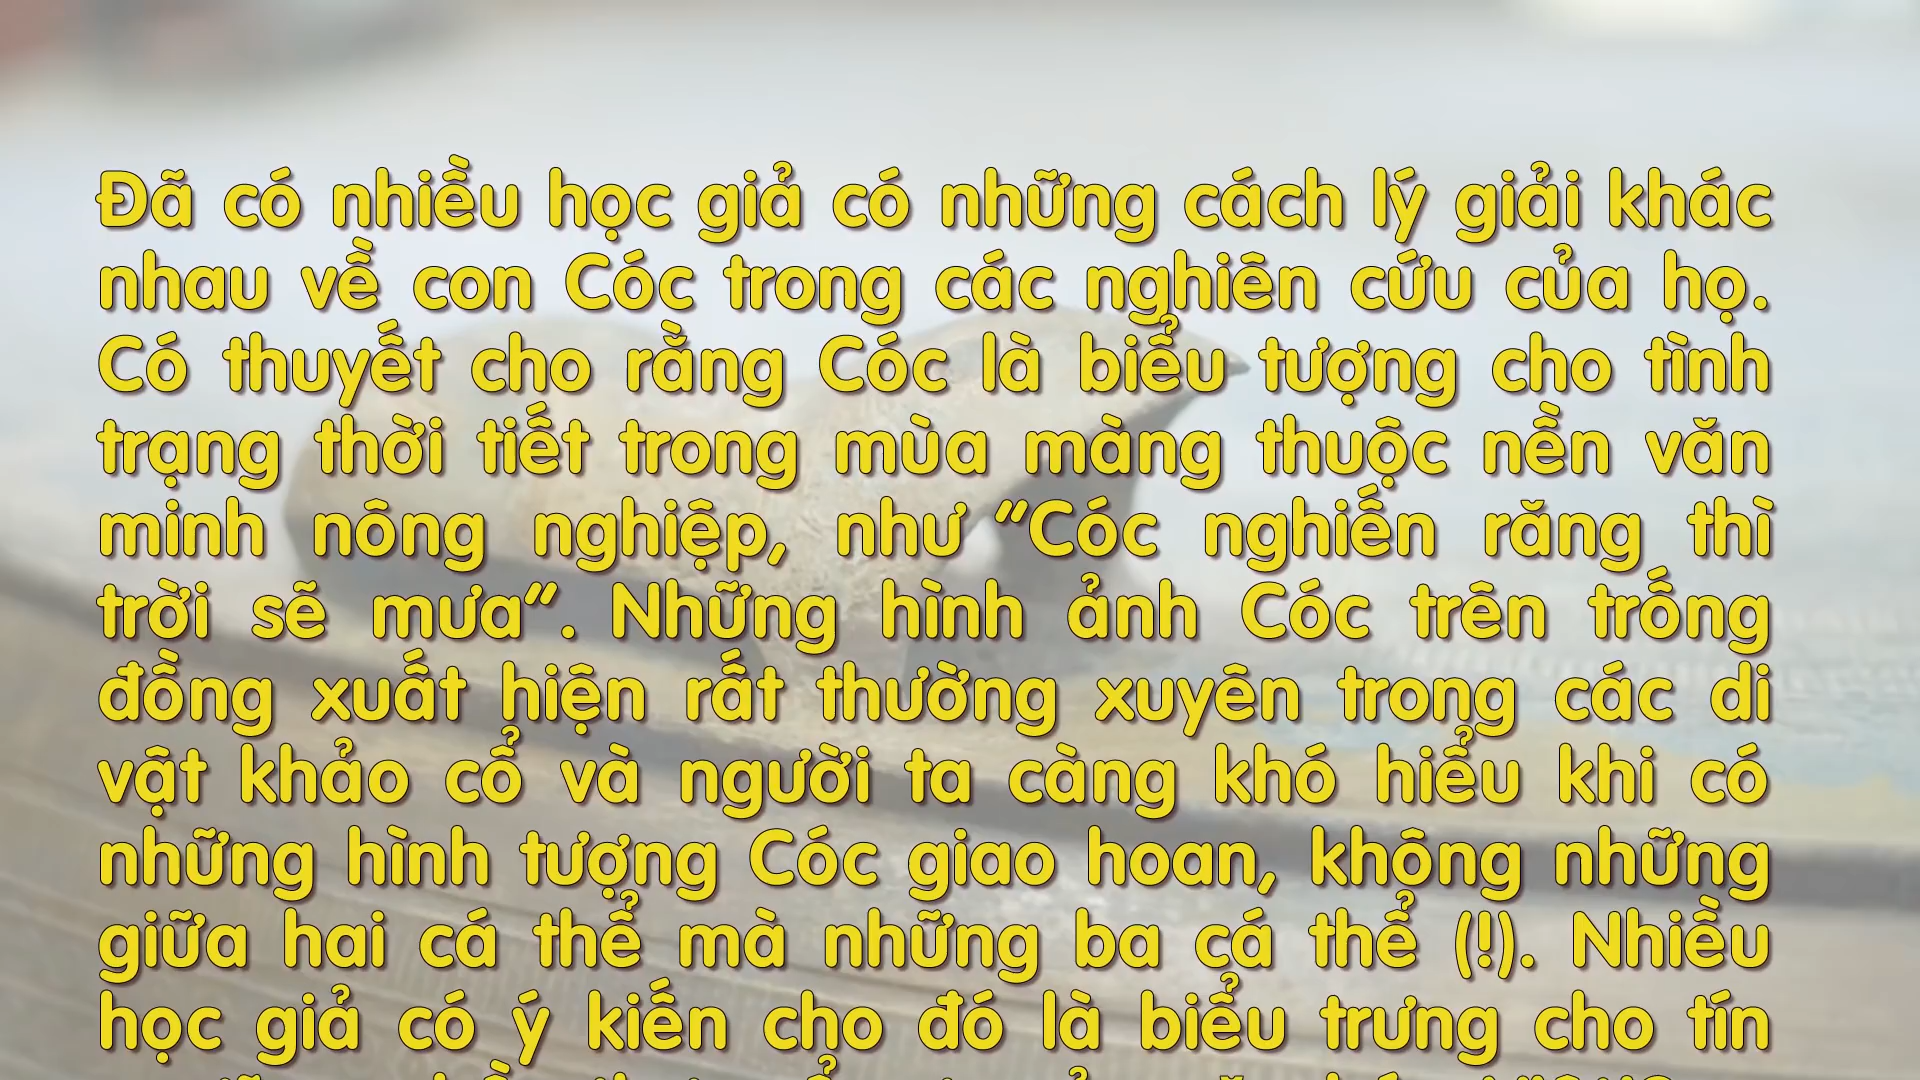 Đã có nhiều học giả có những cách lý giải khác
nhau về con Cóc trong các nghiên cứu của họ.
Có thuyết cho rằng Cóc là biểu tượng cho tình
trạng thời tiết trong mùa màng thuộc nền văn
minh nông nghiệp, như “Cóc nghiến răng thì
trời sẽ mưa“. Những hình ảnh Cóc trên trống
đồng xuất hiện rất thường xuyên trong các di
vật khảo cổ và người ta càng khó hiểu khi có
những hình tượng Cóc giao hoan, không những
giữa hai cá thể mà những ba cá thể (!). Nhiều
học giả có ý kiến cho đó là biểu trưng cho tín